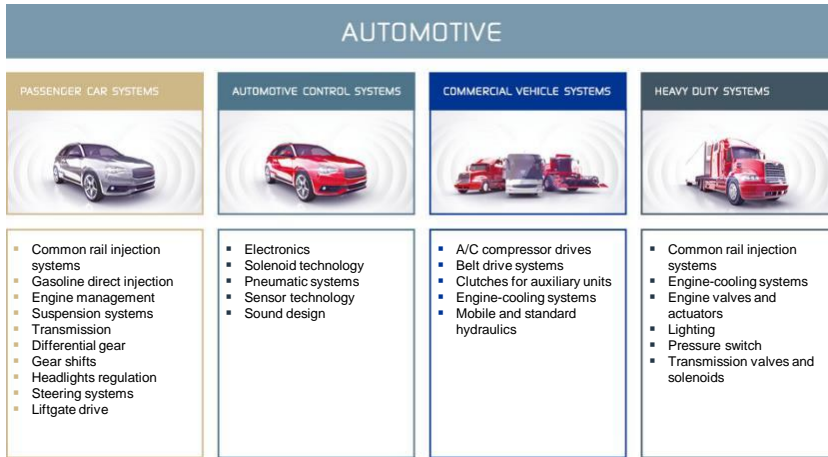 AUTOMOTIVE
PASSENGER CAR SYSTEMS
AUTOMOTIVE CONTROL SYSTEMS
COMMERCIAL VEHICLE SYSTEMS
HEAVY DUTY SYSTEMS
Common rail injection
systems
Gasoline direct injection
Engine management
Suspension systems
Transmission
Differential gear
Gear shifts
Headlights regulation
Steering systems
Liftgate drive
Electronics
Solenoid technology
Pneumatic systems
Sensor technology
Sound design
A/C compressor drives
Belt drive systems
Clutches for auxiliary units
Engine-cooling systems
Mobile and standard
hydraulics
Common rail injection
systems
Engine-cooling systems
Engine valves and
actuators
Lighting
Pressure switch
Transmission valves and
solenoids